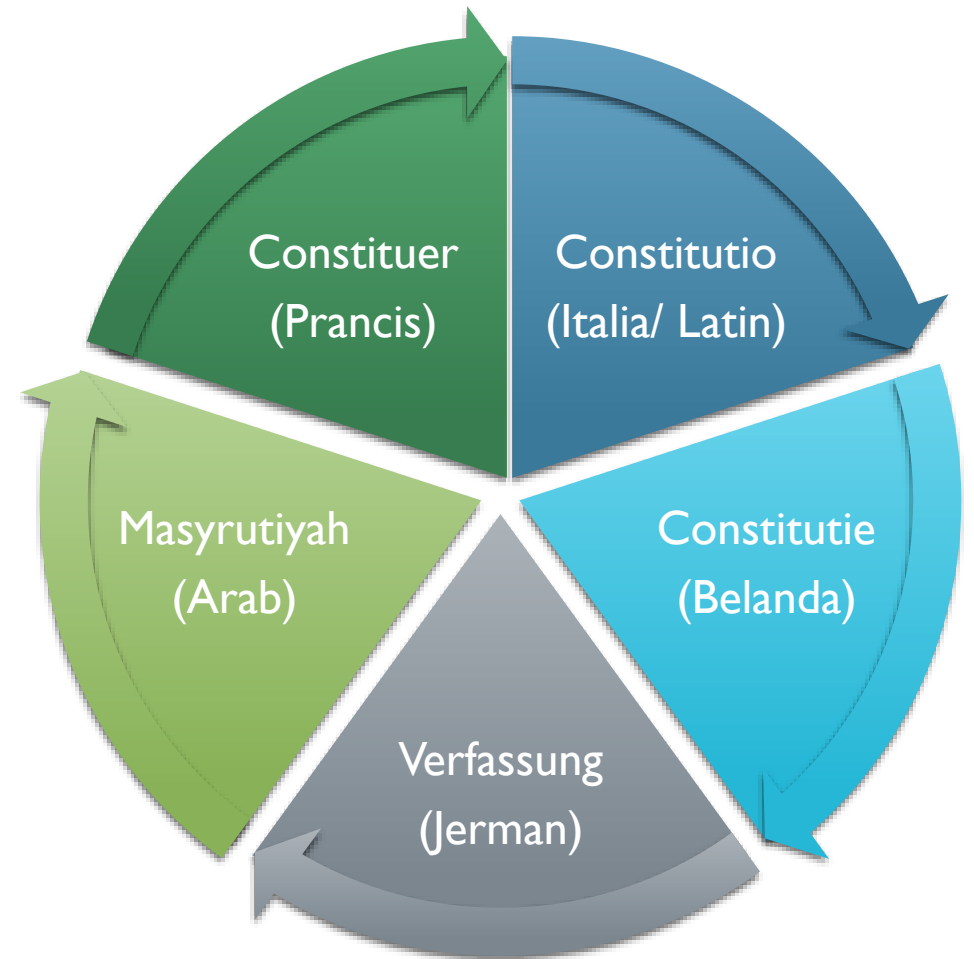 Constituer
(Prancis)
Constitutio
(Italia/ Latin)
Constitutie
(Belanda)
Verfassung
(Jerman)
Masyrutiyah
(Arab)